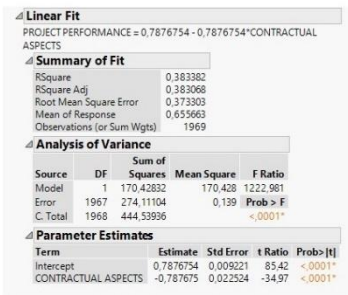 Linear Fit
PROJECT PERFORMANCE = 0,7876754 - 0,7876754*CONTRACTUAL
ASPECTS
Summary of Fit
RSquare 0,383382
RSquare Adj 0,383068
Root Mean Square Error 0,373303
Mean of Response 0,655663
Observations (or Sum Wgts) 1969
Analysis of Variance
Sum of
Source DF Squares Mean Square F Ratio
Model 1 170,42832 170,428 1222,981
Error 1967 274,11104 0,139 Prob > F
C. Total 1968 444,53936 <,0001*
Parameter Estimates
Term Estimate Std Error t Ratio Prob>|t|
Intercept 0,7876754 0,009221 85,42 <,0001*
CONTRACTUAL ASPECTS -0,787675 0,022524 -34,97 <,0001*